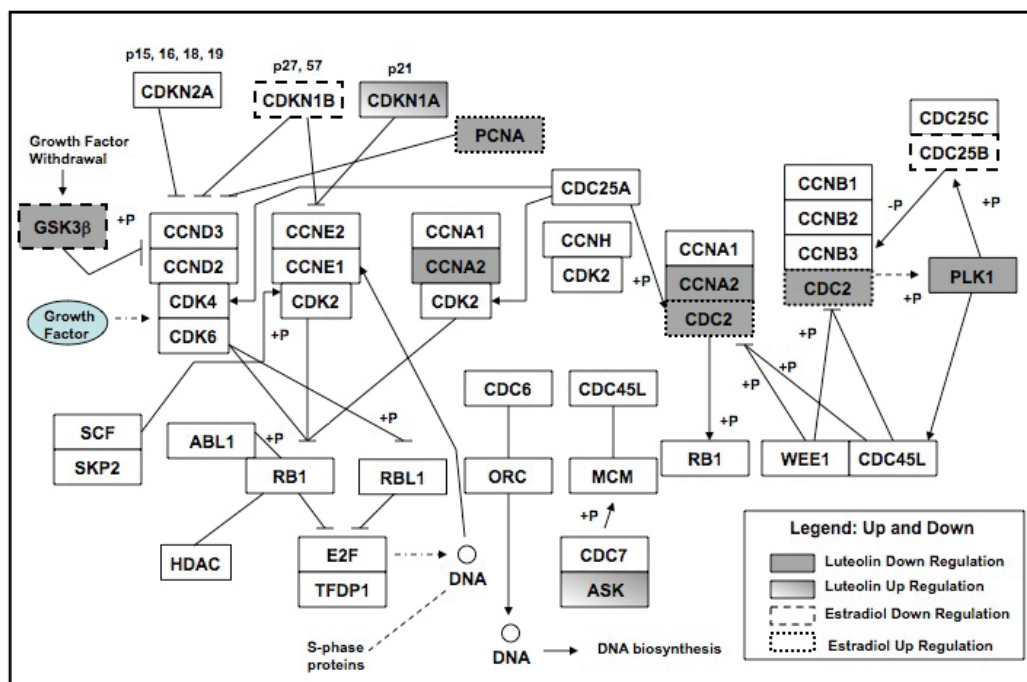 p15, 16, 18, 19
CDKN2A
p27, 57
CDKN1B
p21
CDKN1A
PCNA
CDC25C
CDC25B
Growth Factor
Withdrawal
GSK3β
+P
CCND3
CCND2
CDK4
CDK6
CCNE2
CCNE1
CDK2
+P
CCNA1
CCNA2
CDK2
CDC25A
CCNH
CDK2
+P
CCNA1
CCNA2
CDC2
CCNB1
CCNB2
CCNB3
CDC2
-P
+P
PLK1
+P
Growth
Factor
+P
+P
+P
SCF
SKP2
ABL1
+P
RB1
+P
RBL1
HDAC
E2F
TFDP1
DNA
S-phase
proteins
CDC6
ORC
DNA
DNA biosynthesis
CDC45L
MCM
+P
CDC7
ASK
+P
RB1
WEE1
CDC45L
Legend: Up and Down
Luteolin Down Regulation
Luteolin Up Regulation
Estradiol Down Regulation
Estradiol Up Regulation